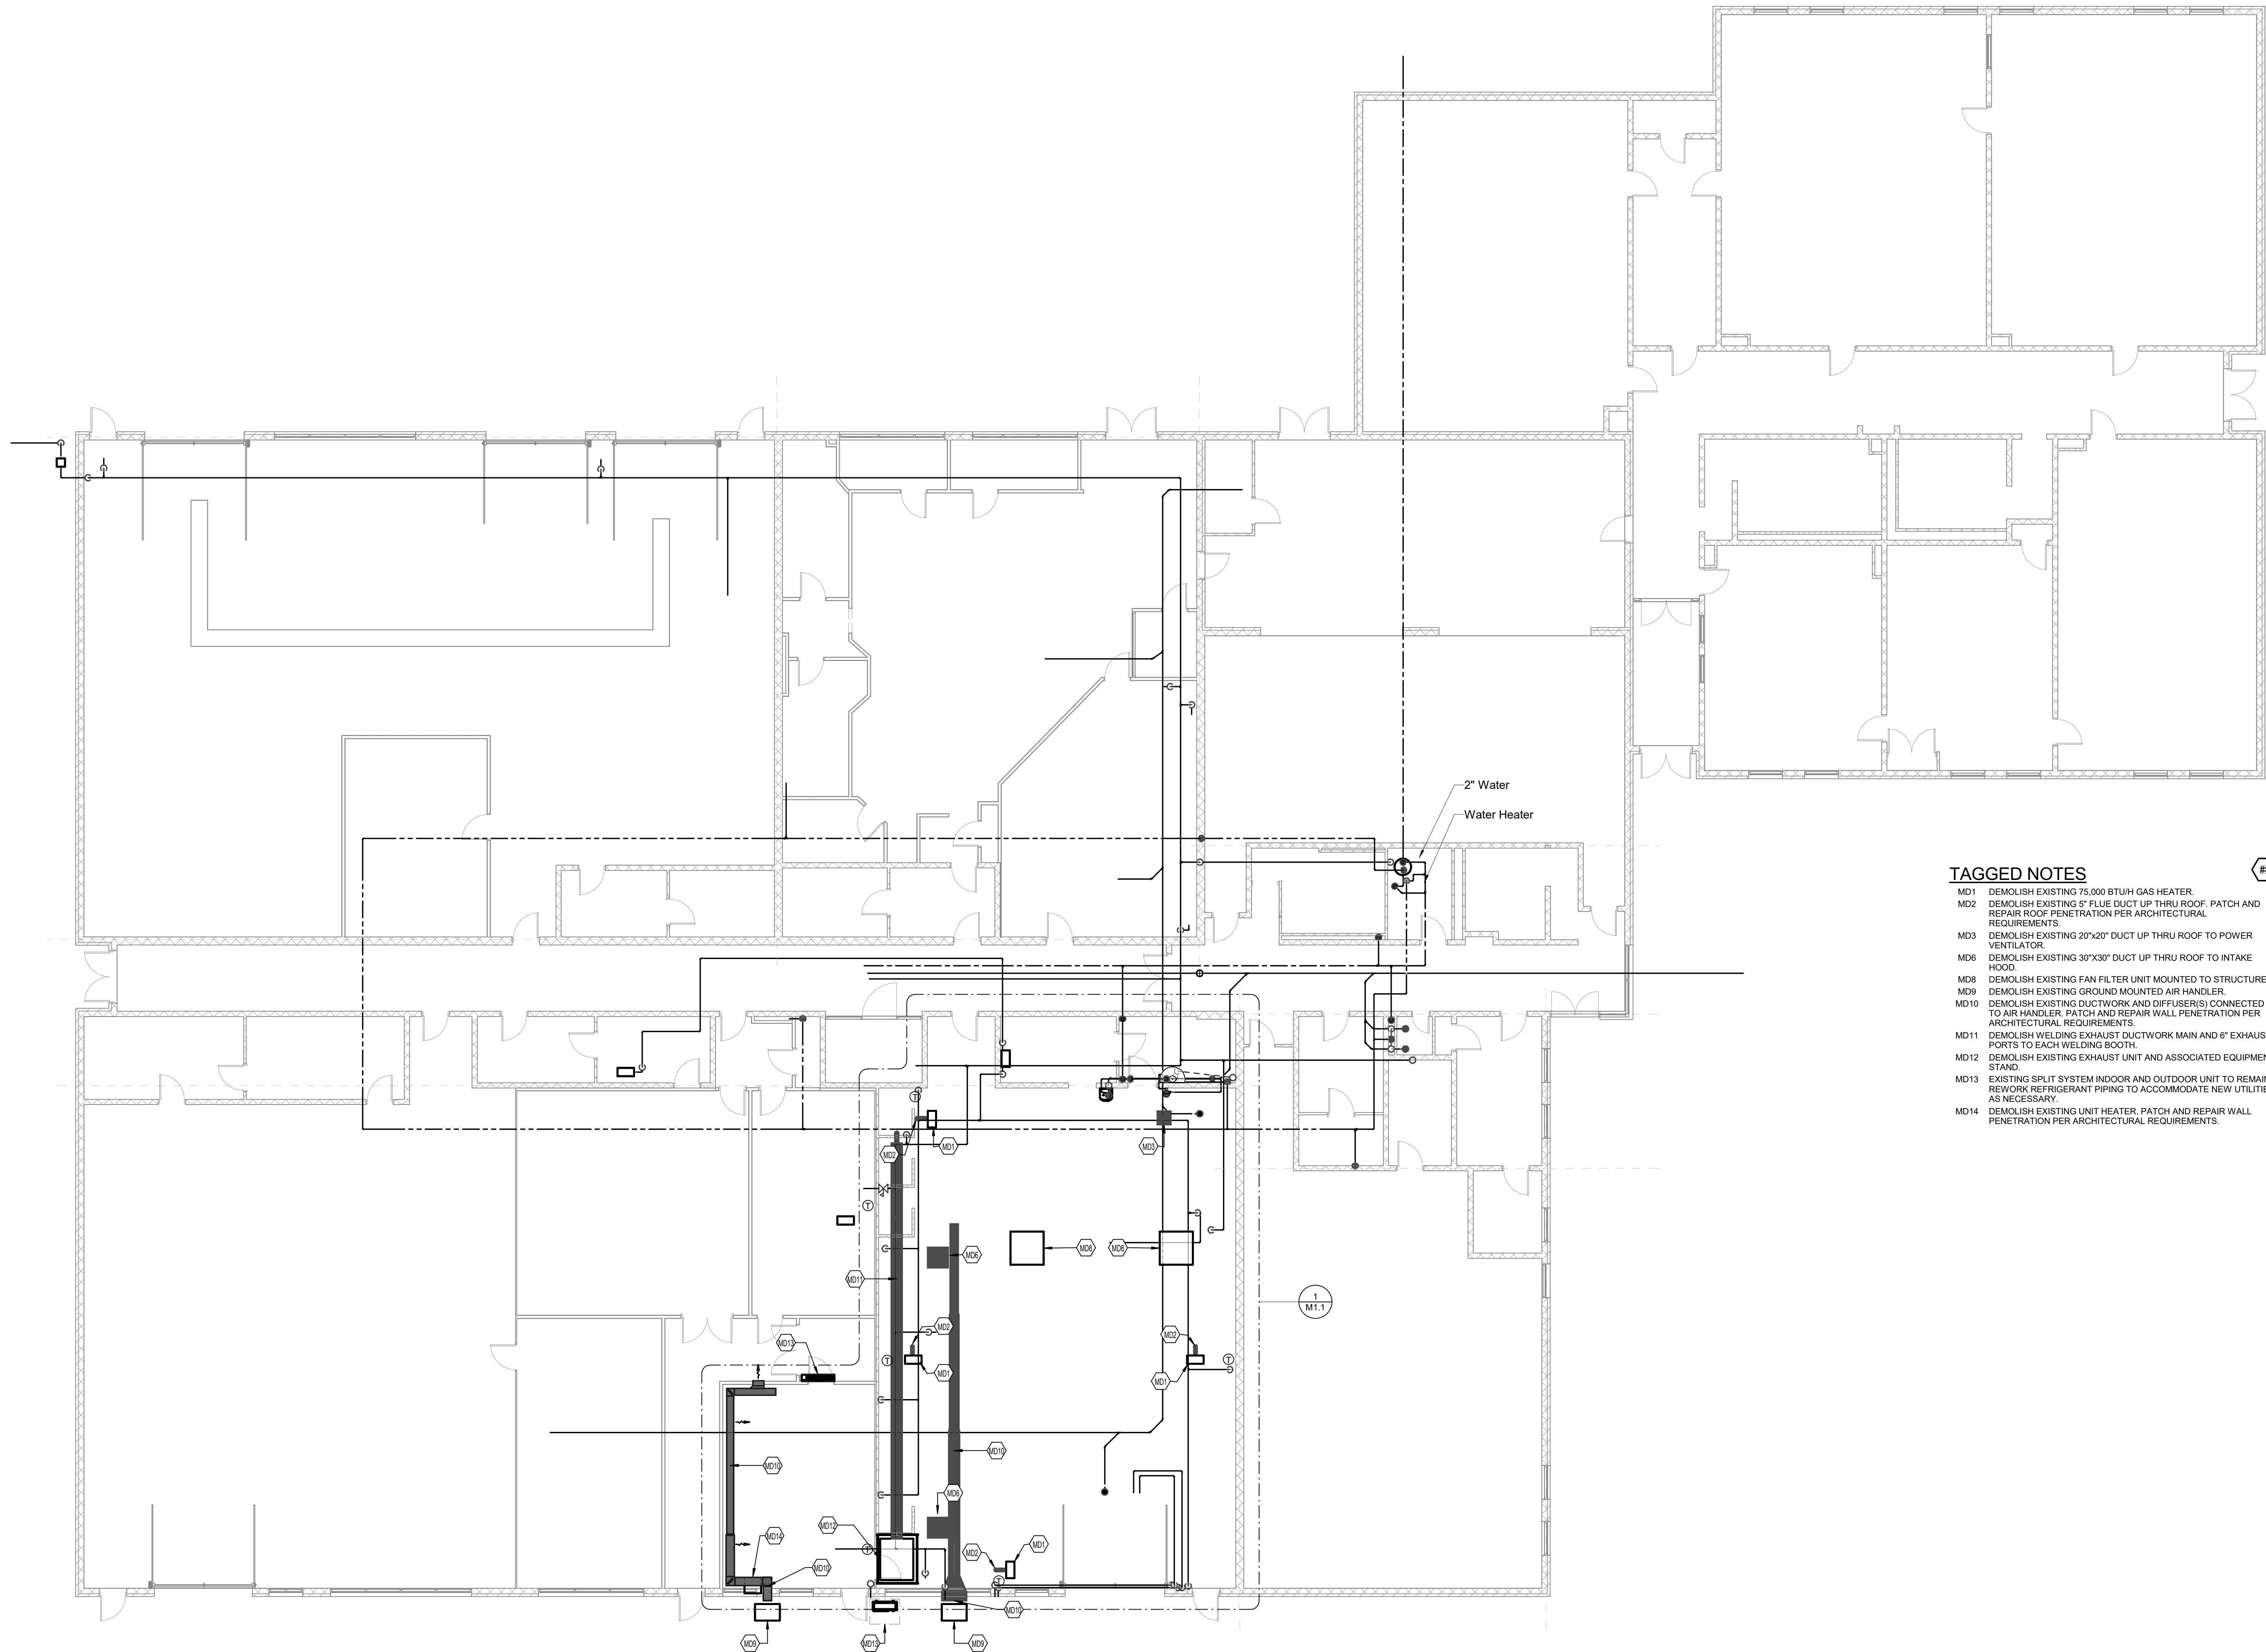 2" Water
Water Heater
TAGGED NOTES
MD1 DEMOLISH EXISTING 75,000 BTU/H GAS HEATER.
MD2 DEMOLISH EXISTING 5" FLUE DUCT UP THRU ROOF. PATCH AND
REPAIR ROOF PENETRATION PER ARCHITECTURAL
REQUIREMENTS.
MD3 DEMOLISH EXISTING 20"x20" DUCT UP THRU ROOF TO POWER
VENTILATOR.
MD6 DEMOLISH EXISTING 30"X30" DUCT UP THRU ROOF TO INTAKE
HOOD.
MD8 DEMOLISH EXISTING FAN FILTER UNIT MOUNTED TO STRUCTURE
MD9 DEMOLISH EXISTING GROUND MOUNTED AIR HANDLER.
MD10 DEMOLISH EXISTING DUCTWORK AND DIFFUSER(S) CONNECTED
TO AIR HANDLER. PATCH AND REPAIR WALL PENETRATION PER
ARCHITECTURAL REQUIREMENTS.
MD11 DEMOLISH WELDING EXHAUST DUCTWORK MAIN AND 6" EXHAUS
PORTS TO EACH WELDING BOOTH.
MD12 DEMOLISH EXISTING EXHAUST UNIT AND ASSOCIATED EQUIPMEN
STAND.
MD13 EXISTING SPLIT SYSTEM INDOOR AND OUTDOOR UNIT TO REMAI
REWORK REFRIGERANT PIPING TO ACCOMMODATE NEW UTILITIE
AS NECESSARY.
MD14 DEMOLISH EXISTING UNIT HEATER. PATCH AND REPAIR WALL
PENETRATION PER ARCHITECTURAL REQUIREMENTS.
#
T
MD2
MD1
MD3
T
MD6
MD8
MD8
MD11
1
M1.1
MD2
MD2
MD13
T
T
MD1
MD1
MD10
MD10
MD6
MD12
MD14
T
MD2
MD1
MD10
T
MD10
MD9
MD13
MD9